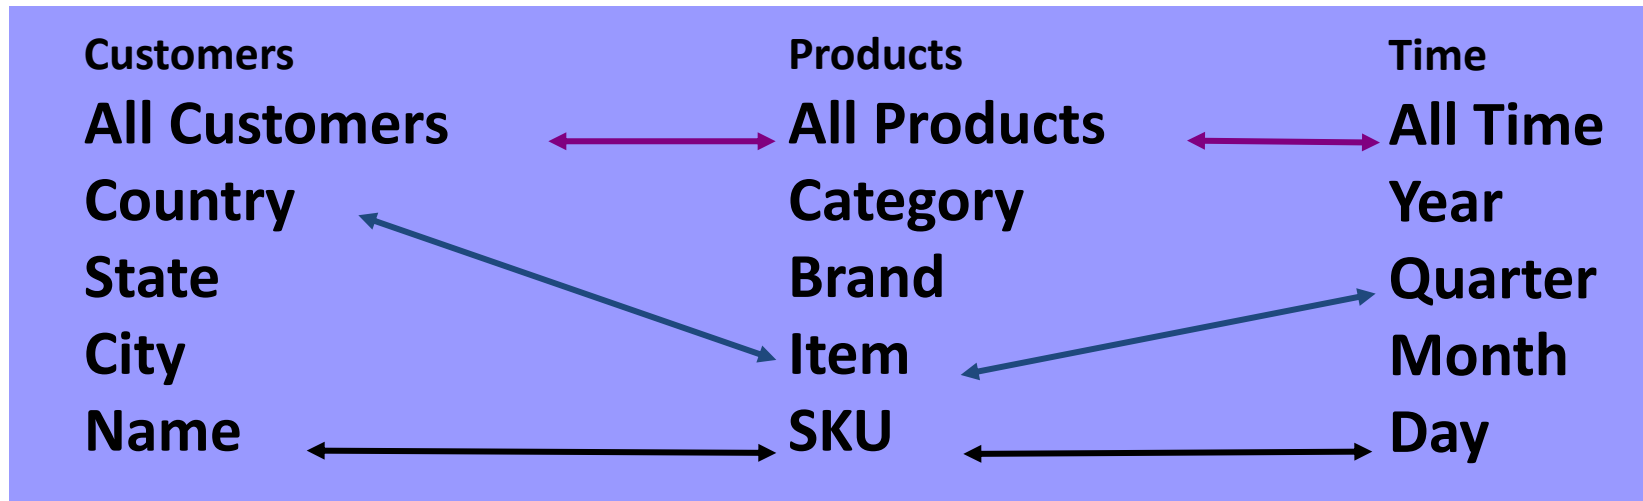 Customers Products Time
All Customers All Products All Time
Country Category Year
State Brand Quarter
City Item Month
Name SKU Day